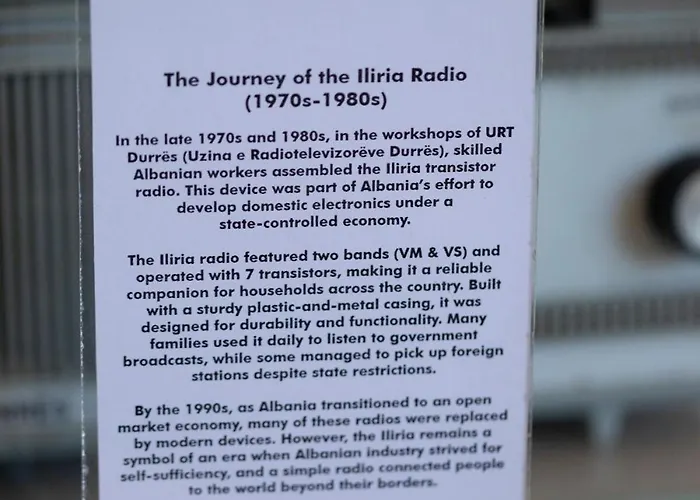 The Journey of the Iliria Radio
(1970s-1980s)
In the late 1970s and 1980s, in the workshops of URT
Durrës (Uzina e Radiotelevizorëve Durrës), skilled
Albanian workers assembled the Iliria transistor
radio. This device was part of Albania's effort to
develop domestic electronics under a
state-controlled economy.
The Iliria radio featured two bands (VM & VS) and
operated with 7 transistors, making it a reliable
companion for households across the country. Built
with a sturdy plastic-and-metal casing, it was
designed for durability and functionality. Many
families used it daily to listen to government
broadcasts, while some managed to pick up foreign
stations despite state restrictions.
By the 1990s, as Albania transitioned to an open
market economy, many of these radios were replaced
by modern devices. However, the Iliria remains a
symbol of an era when Albanian industry strived for
self-sufficiency, and a simple radio connected people
to the world beyond their borders.